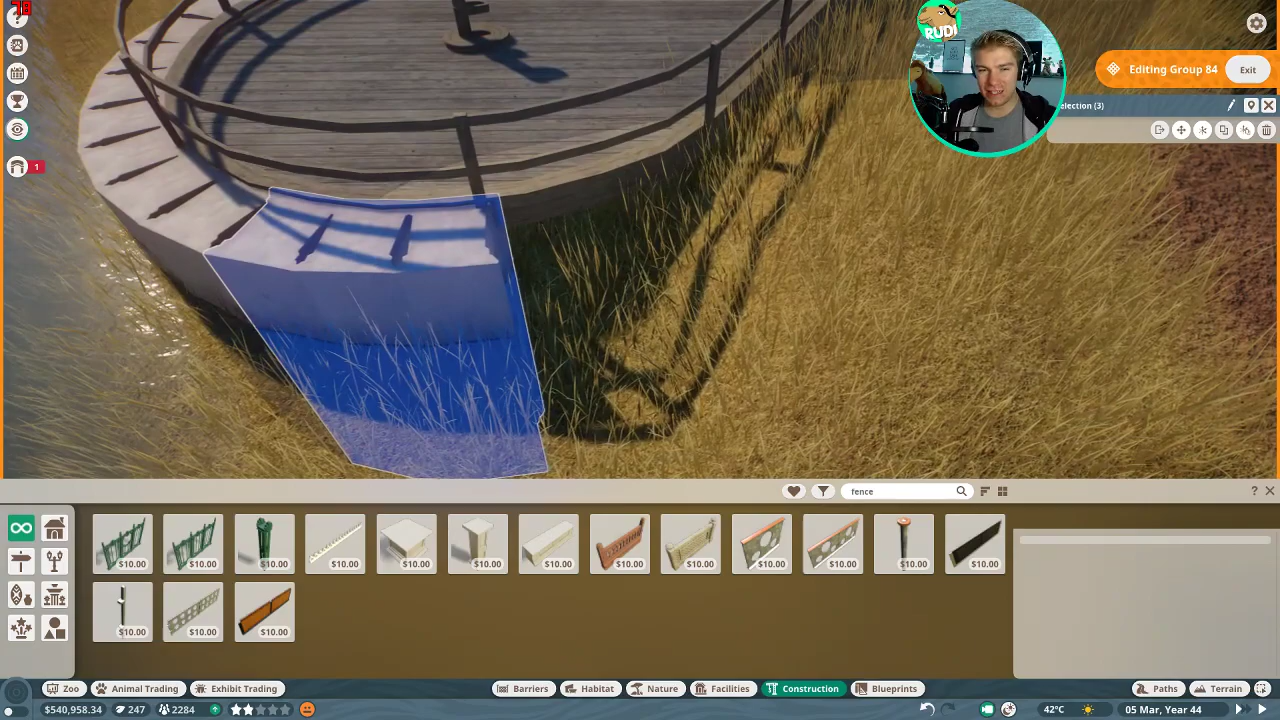 78
RUDI
Editing Group 84
Exit
election (3)
1
fence
?
$10.00 $10.00 $10.00 $10.00 $10.00 $10.00 $10.00 $10.00 $10.00 $10.00 $10.00 $10.00 $10.00
$10.00 $10.00 $10.00
Zoo Animal Trading Exhibit Trading Barriers Habitat Nature Facilities Construction Blueprints Paths Terrain
$540,958.34 247 2284 42°C 05 Mar, Year 44